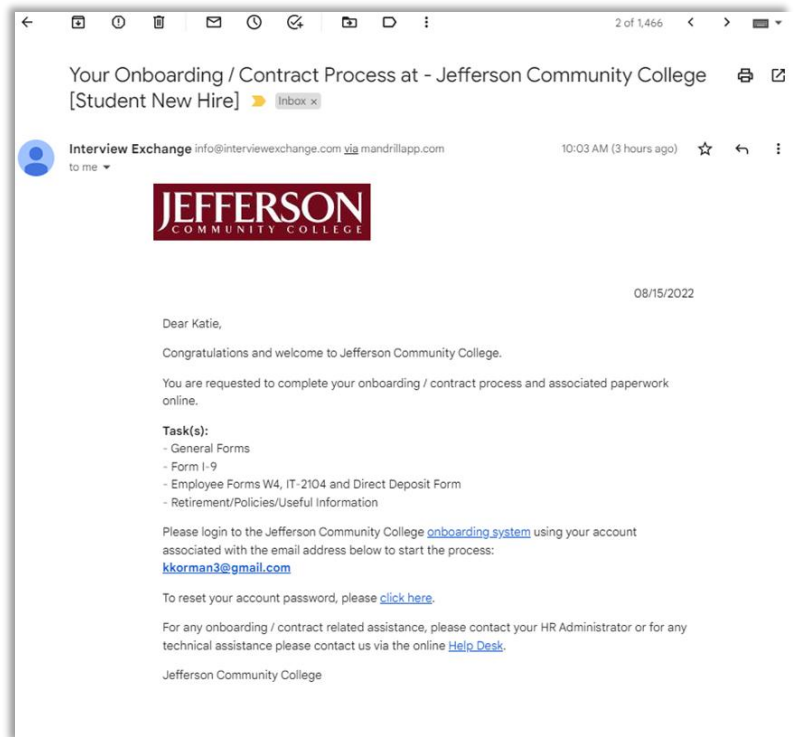 2 of 1,466
Your Onboarding / Contract Process at - Jefferson Community College
[Student New Hire] Inbox x
Interview Exchange info@interviewexchange.com via mandrillapp.com 10:03 AM (3 hours ago)
to me
JEFFERSON
COMMUNITY COLLEGE
08/15/2022
Dear Katie,
Congratulations and welcome to Jefferson Community College.
You are requested to complete your onboarding / contract process and associated paperwork
online.
Task(s):
- General Forms
- Form I-9
- Employee Forms W4, IT-2104 and Direct Deposit Form
- Retirement/Policies/Useful Information
Please login to the Jefferson Community College onboarding system using your account
associated with the email address below to start the process:
kkorman3@gmail.com
To reset your account password, please click here.
For any onboarding / contract related assistance, please contact your HR Administrator or for any
technical assistance please contact us via the online Help Desk.
Jefferson Community College